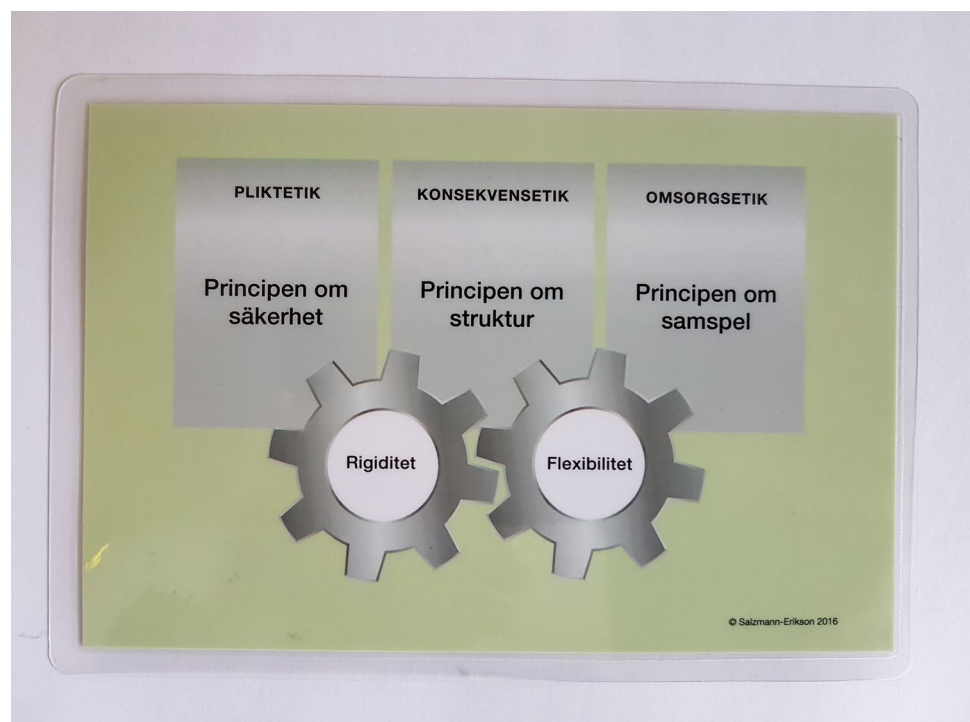 PLIKTETIK
Principen om
säkerhet
KONSEKVENSETIK
Principen om
struktur
OMSORGSETIK
Principen om
samspel
Rigiditet
Flexibilitet
© Salzmann-Erikson 2016